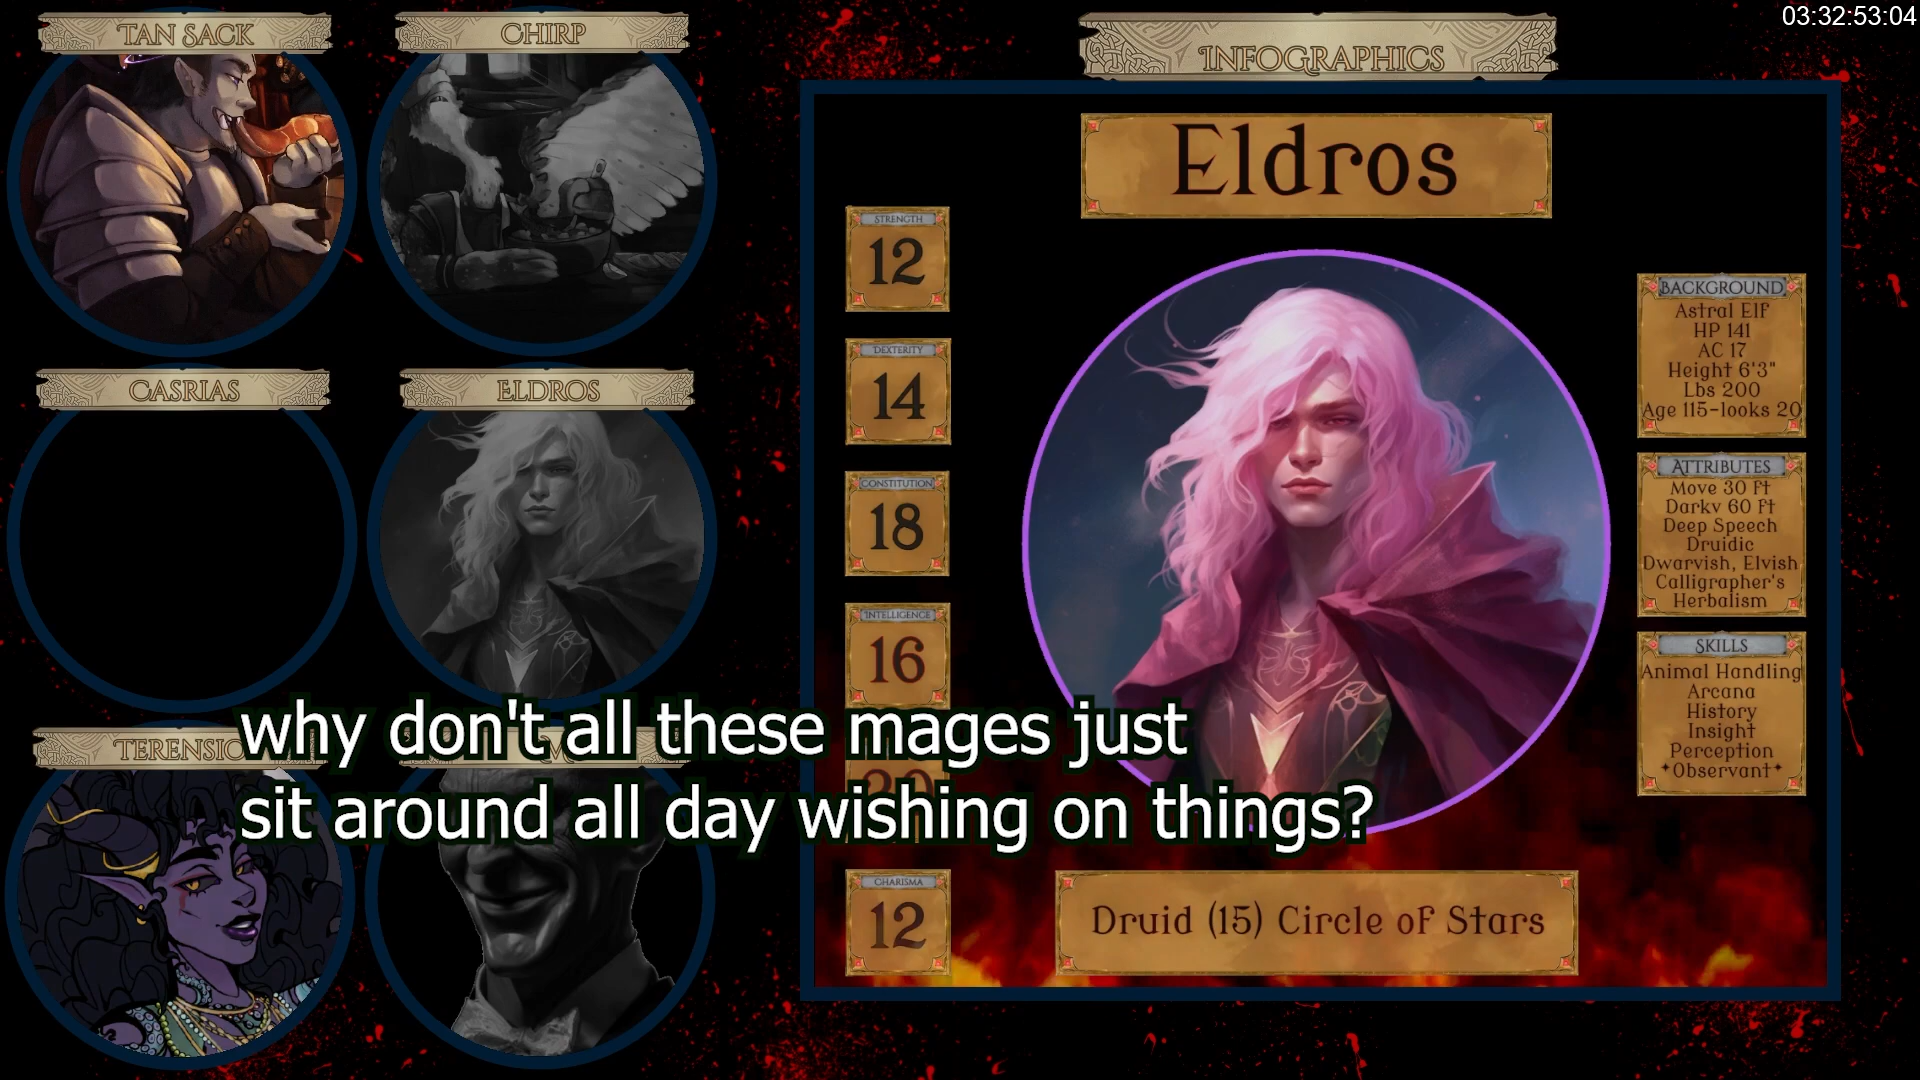 03:32:53:04
TAN SACK
CHIRP
INFOGRAPHICS
Eldros
STRENGTH
12
DEXTERITY
14
CONSTITUTION
18
INTELLIGENCE
16
20
CHARISMA
12
BACKGROUND
Astral Elf
HP 141
AC 17
Height 6'3"
Lbs 200
Age 115-looks 20
ATTRIBUTES
Move 30 ft
Darkv 60 ft
Deep Speech
Druidic
Dwarvish, Elvish
Calligrapher's
Herbalism
SKILLS
Animal Handling
Arcana
History
Insight
Perception
*Observant*
CASRIAS
ELDROS
why don't all these mages just
sit around all day wishing on things?
Druid (15) Circle of Stars